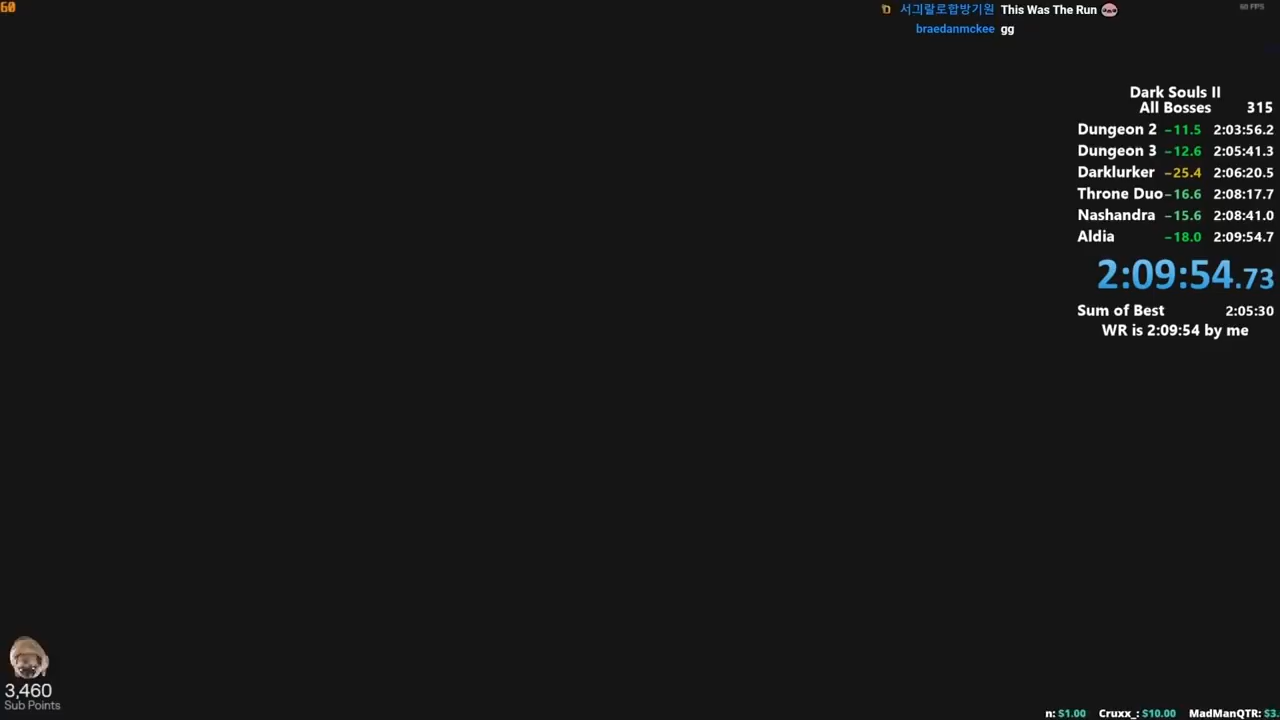 60
서긔랄로합방기원 This Was The Run
60 FPS
braedanmckee gg
Dark Souls II
All Bosses 315
Dungeon 2 -11.5 2:03:56.2
Dungeon 3 -12.6 2:05:41.3
Darklurker -25.4 2:06:20.5
Throne Duo -16.6 2:08:17.7
Nashandra -15.6 2:08:41.0
Aldia -18.0 2:09:54.7
2:09:54.73
Sum of Best 2:05:30
WR is 2:09:54 by me
3,460
Sub Points
n: $1.00 Cruxx_: $10.00 MadManQTR: $3.